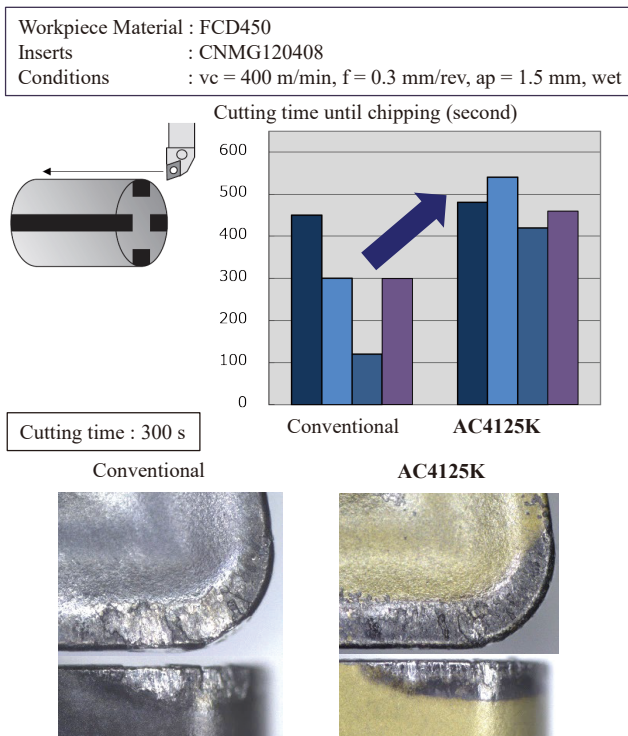 Workpiece Material : FCD450
Inserts : CNMG120408
Conditions : vc = 400 m/min, f = 0.3 mm/rev, ap = 1.5 mm, wet
Cutting time until chipping (second)
600
500
400
300
200
100
0
Conventional AC4125K
Cutting time : 300 s
Conventional AC4125K